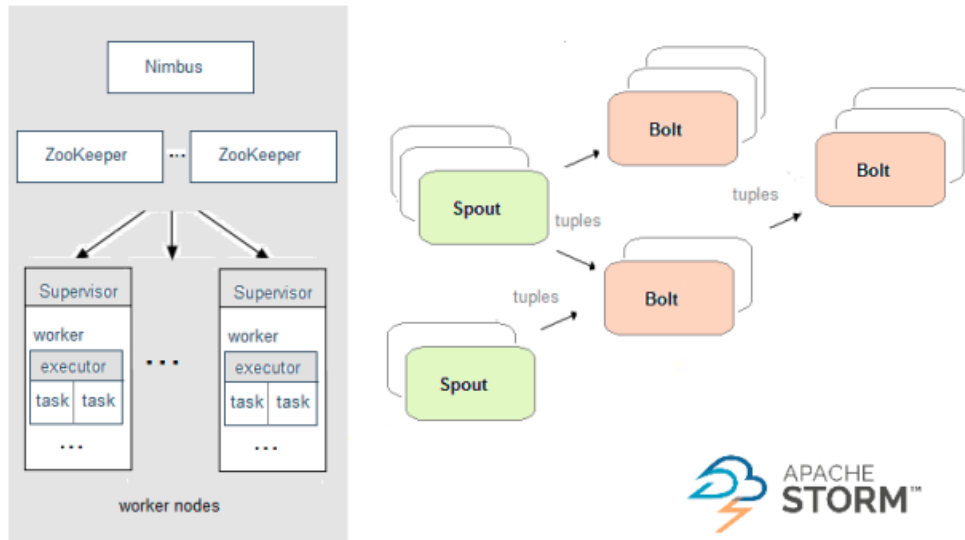 Nimbus
ZooKeeper ... ZooKeeper
Supervisor
worker
executor
task task
...
...
Supervisor
worker
executor
task task
...
worker nodes
Spout
tuples
Bolt
Bolt
tuples
Bolt
tuples
Spout
APACHE
STORM™